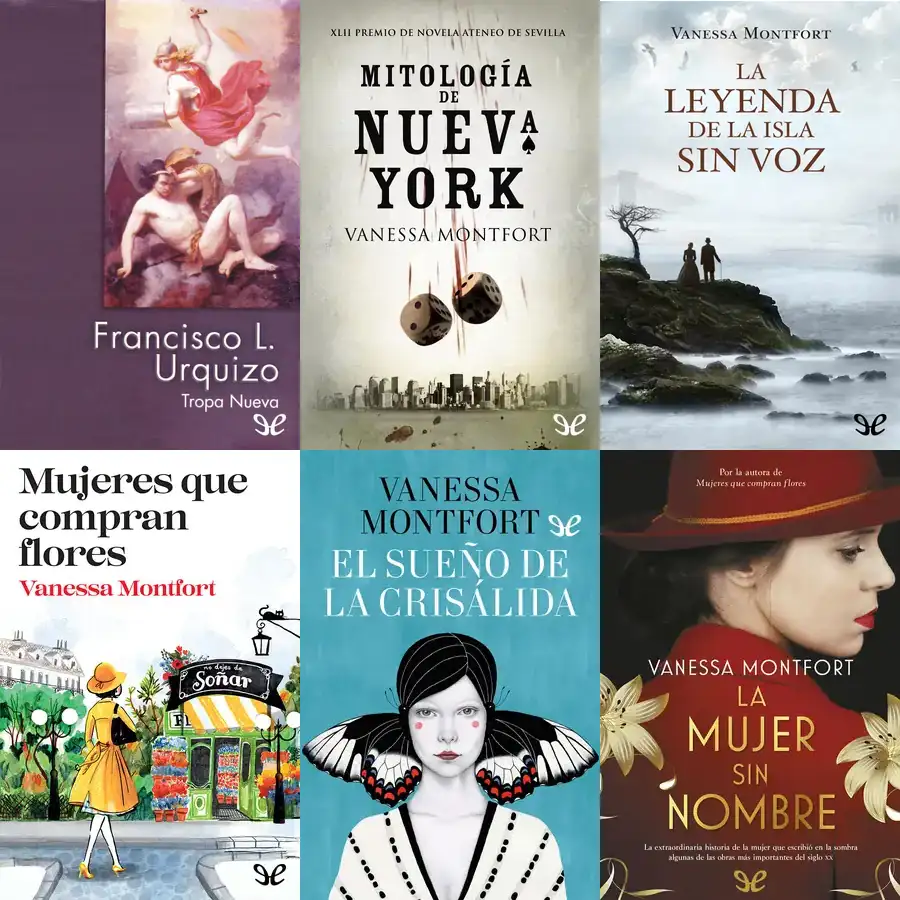 Francisco L.
Urquizo
Tropa Nueva
XLII PREMIO DE NOVELA ATENEO DE SEVILLA
MITOLOGÍA
DE
NUEVA
YORK
VANESSA MONTFORT
VANESSA MONTFORT
LA
LEYENDA
DE LA ISLA
SIN VOZ
Mujeres que
compran
flores
Vanessa Montfort
no dejes de
Soñar
VANESSA
MONTFORT
EL SUEÑO DE
LA CRISÁLIDA
Por la autora de
Mujeres que compran flores
VANESSA MONTFORT
LA
MUJER
SIN
NOMBRE
La extraordinaria historia de la mujer que escribió en la sombra
algunas de las obras más importantes del siglo XX